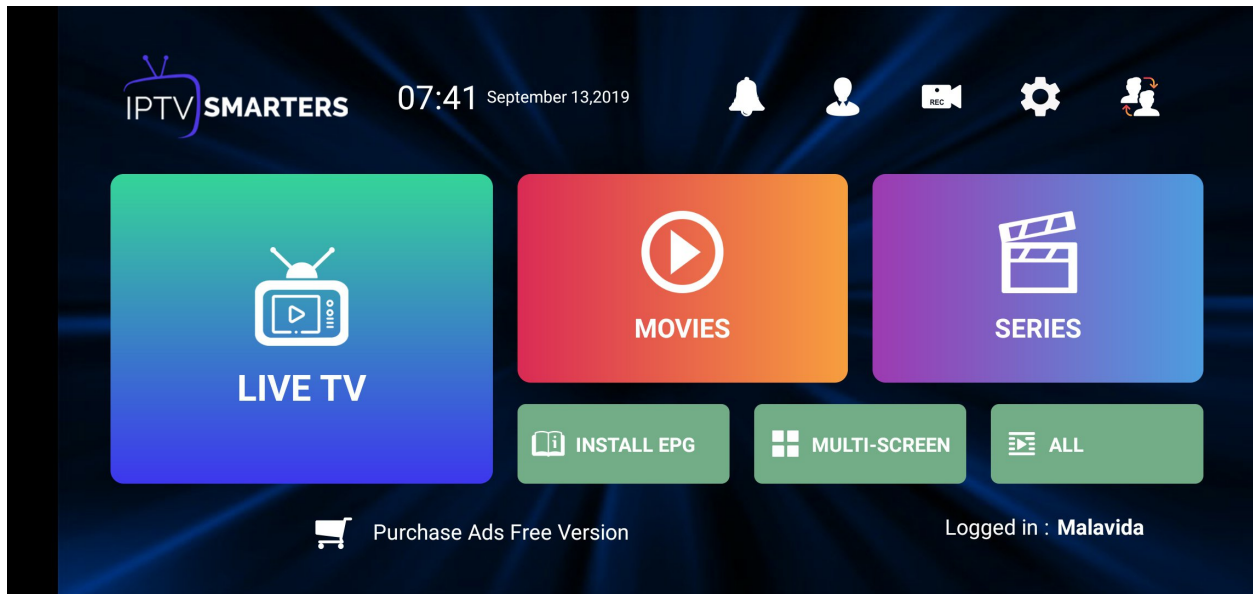 IPTV SMARTERS
07:41 September 13,2019
REC
LIVE TV
MOVIES
SERIES
INSTALL EPG
MULTI-SCREEN
ALL
Purchase Ads Free Version
Logged in : Malavida